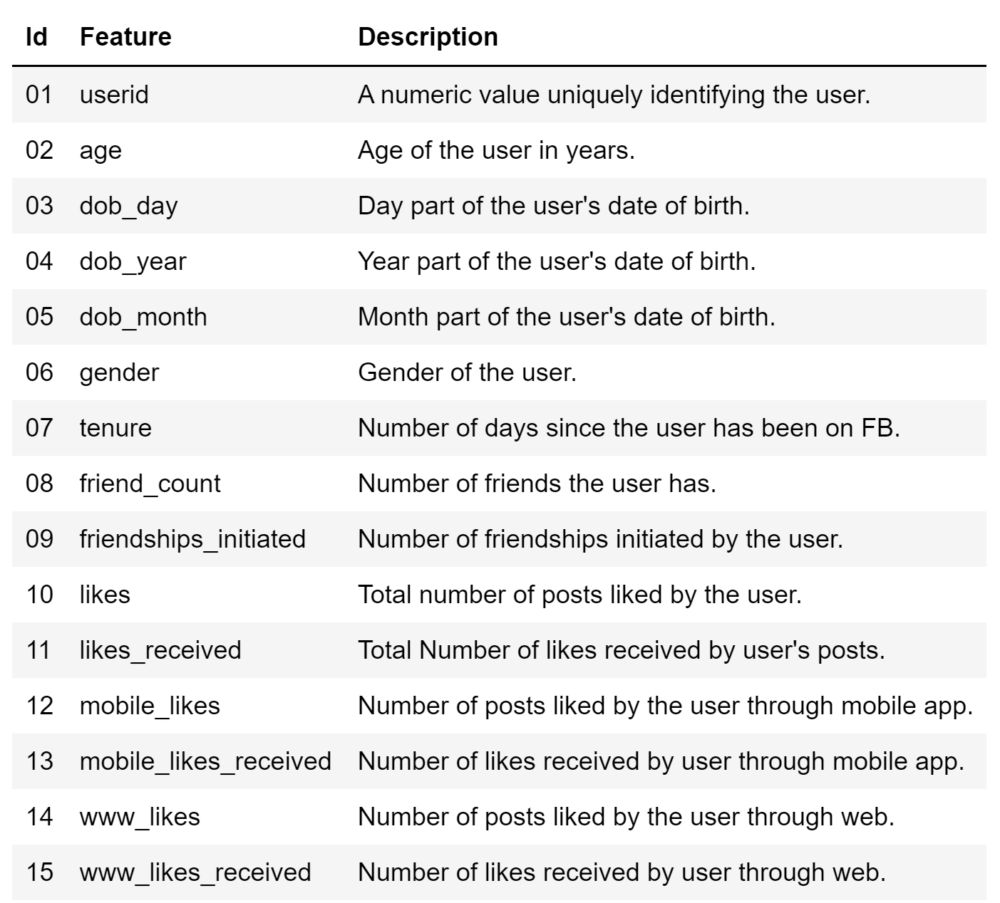 Id Feature Description
01 userid A numeric value uniquely identifying the user.
02 age Age of the user in years.
03 dob_day Day part of the user's date of birth.
04 dob_year Year part of the user's date of birth.
05 dob_month Month part of the user's date of birth.
06 gender Gender of the user.
07 tenure Number of days since the user has been on FB.
08 friend_count Number of friends the user has.
09 friendships_initiated Number of friendships initiated by the user.
10 likes Total number of posts liked by the user.
11 likes_received Total Number of likes received by user's posts.
12 mobile_likes Number of posts liked by the user through mobile app.
13 mobile_likes_received Number of likes received by user through mobile app.
14 www_likes Number of posts liked by the user through web.
15 www_likes_received Number of likes received by user through web.